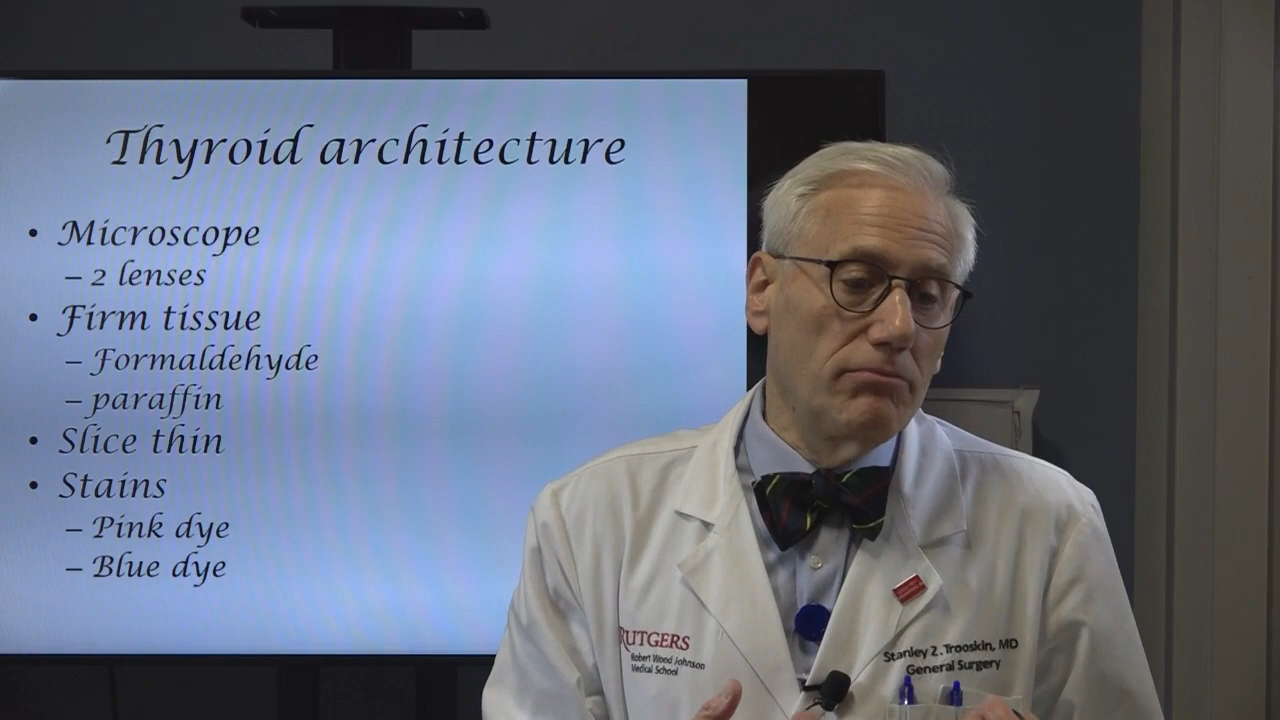 Thyroid architecture
• Microscope
– 2 lenses
• Firm tissue
– Formaldehyde
– paraffin
• Slice thin
• Stains
– Pink dye
– Blue dye
RUTGERS
Robert Wood Johnson
Medical School
Stanley Z. Trooskin, MD
General Surgery